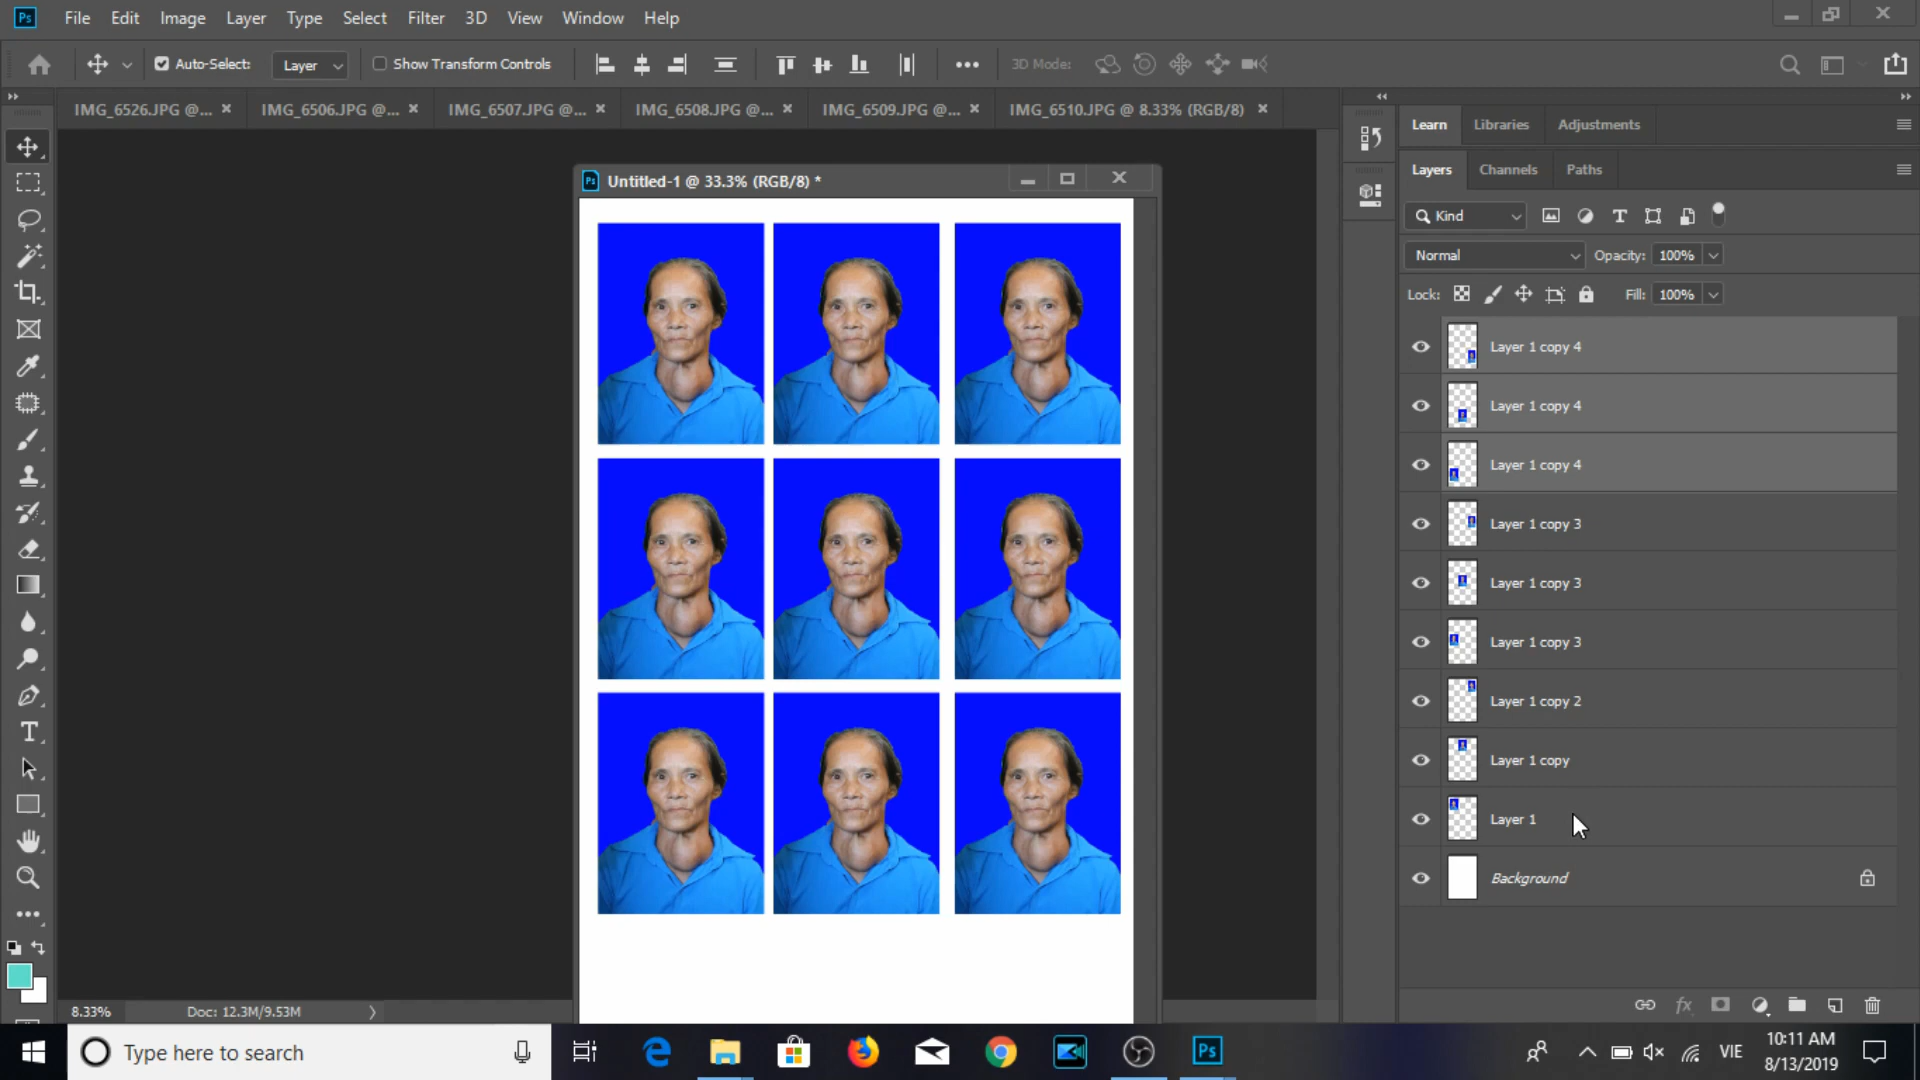 Ps File Edit Image Layer Type Select Filter 3D View Window Help
Auto-Select: Layer Show Transform Controls 3D Mode:
IMG_6526.JPG @... IMG_6506.JPG @... IMG_6507.JPG @... IMG_6508.JPG @... IMG_6509.JPG @... IMG_6510.JPG @ 8.33% (RGB/8)
Learn Libraries Adjustments
Ps Untitled-1 @ 33.3% (RGB/8) *
Layers Channels Paths
Kind
Normal Opacity: 100%
Lock: Fill: 100%
Layer 1 copy 4
Layer 1 copy 4
Layer 1 copy 4
Layer 1 copy 3
Layer 1 copy 3
Layer 1 copy 3
Layer 1 copy 2
Layer 1 copy
Layer 1
Background
fx
8.33% Doc: 12.3M/9.53M
Type here to search
Ps
VIE
10:11 AM
8/13/2019